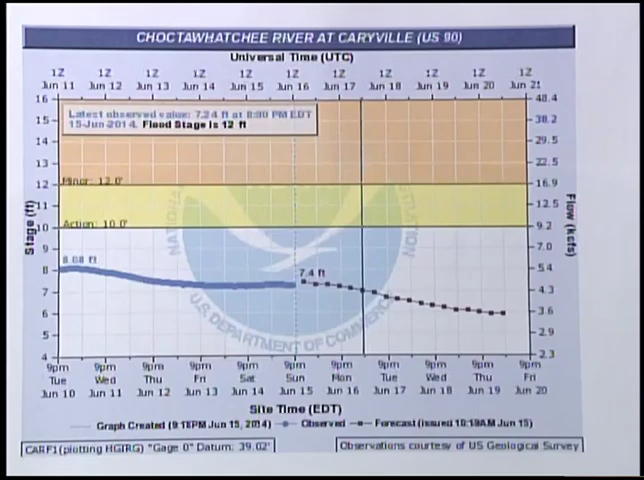 CHOCTAWHATCHEE RIVER AT CARYVILLE (US 90)
Universal Time (UTC)
1Z 1Z 1Z 1Z 1Z 1Z 1Z 1Z 1Z 1Z 1Z
Jun 11 Jun 12 Jun 13 Jun 14 Jun 15 Jun 16 Jun 17 Jun 18 Jun 19 Jun 20 Jun 21
16 48.4
Latest observed value: 7.24 ft at 8:30 PM EDT
15-Jun-2014. Flood Stage is 12 ft
15 38.2
14 29.5
13 22.5
Minor: 12.0'
12 16.9
11 12.5
Action: 10.0'
10 9.2
9 7.0
8.08 ft
8 5.4
7.4 ft
7 4.3
6 3.6
5 2.9
4 2.3
Stage (ft)
Flow (kcfs)
NATIONAL
U.S. DEPARTMENT OF COMMERCE
9pm 9pm 9pm 9pm 9pm 9pm 9pm 9pm 9pm 9pm 9pm
Tue Wed Thu Fri Sat Sun Mon Tue Wed Thu Fri
Jun 10 Jun 11 Jun 12 Jun 13 Jun 14 Jun 15 Jun 16 Jun 17 Jun 18 Jun 19 Jun 20
Site Time (EDT)
Graph Created (9:18PM Jun 15, 2014) Observed Forecast (issued 10:19AM Jun 15)
CARF1(plotting HGIRG) "Gage 0" Datum: 39.02'
Observations courtesy of US Geological Survey